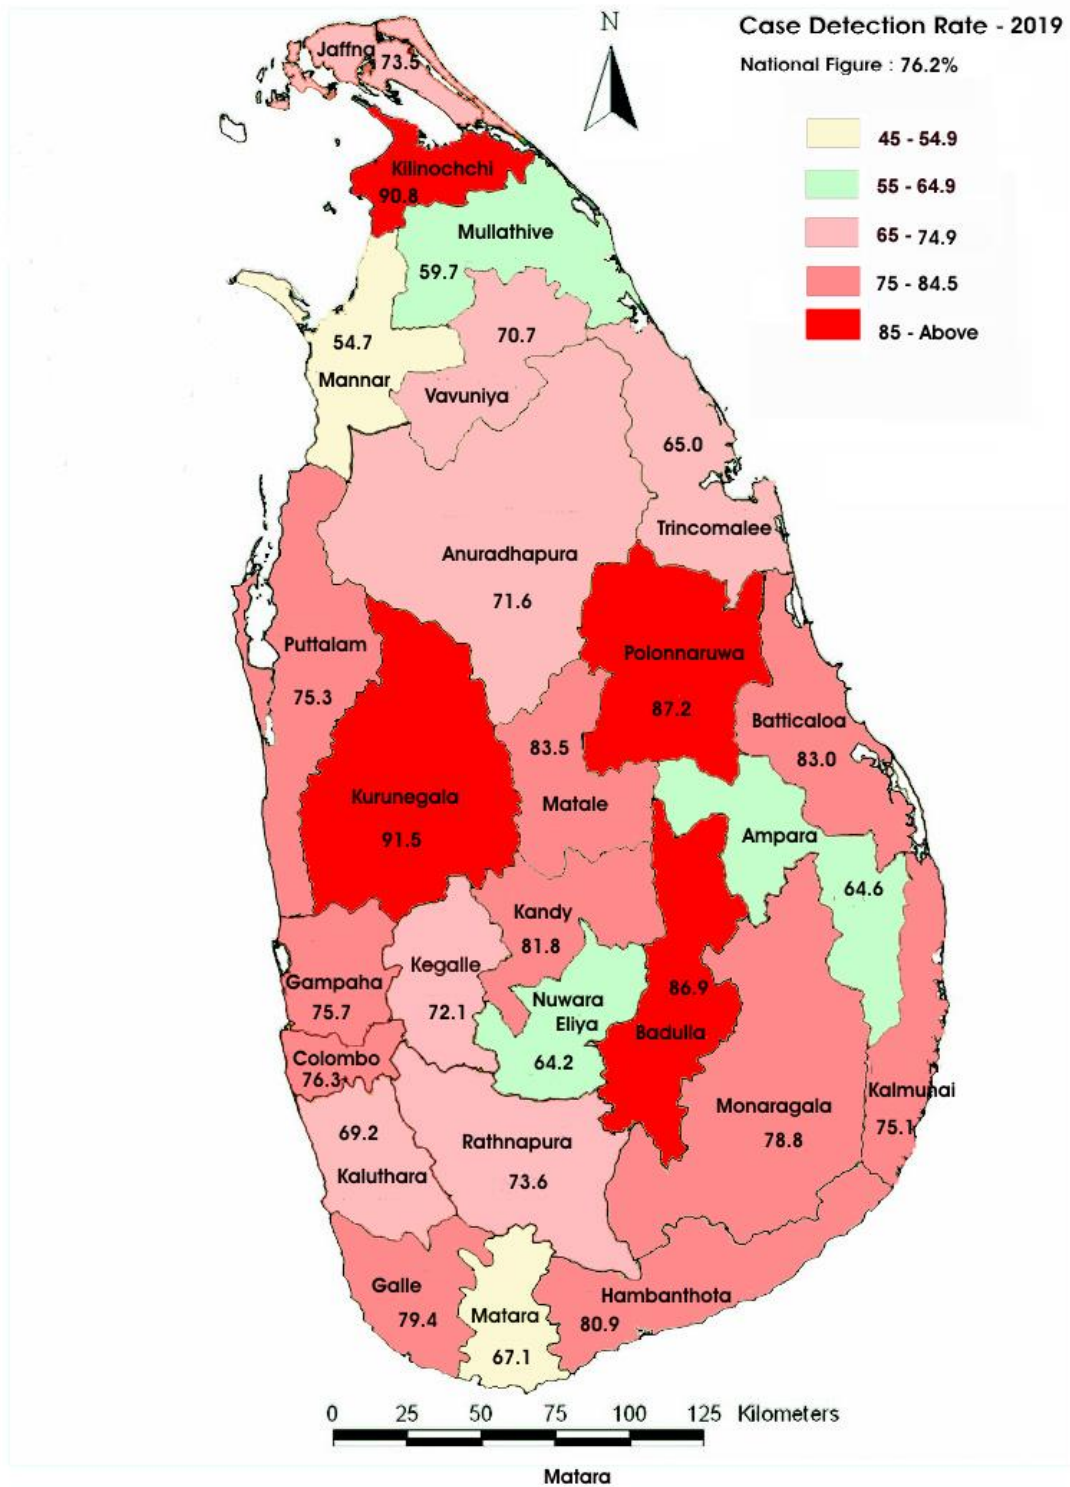 Case Detection Rate - 2019
National Figure : 76.2%
N
45 - 54.9
55 - 64.9
65 - 74.9
75 - 84.5
85 - Above
Jaffna
73.5
Kilinochchi
90.8
Mullathive
59.7
54.7
Mannar
70.7
Vavuniya
65.0
Trincomalee
Anuradhapura
71.6
Puttalam
75.3
Polonnaruwa
87.2
Batticaloa
83.0
83.5
Matale
Kurunegala
91.5
Ampara
64.6
Kandy
81.8
Kegalle
72.1
Gampaha
75.7
Nuwara
Eliya
64.2
86.9
Badulla
Colombo
76.3
Kalmunai
75.1
Monaragala
78.8
69.2
Kaluthara
Rathnapura
73.6
Galle
79.4
Matara
67.1
Hambanthota
80.9
0 25 50 75 100 125 Kilometers
Matara